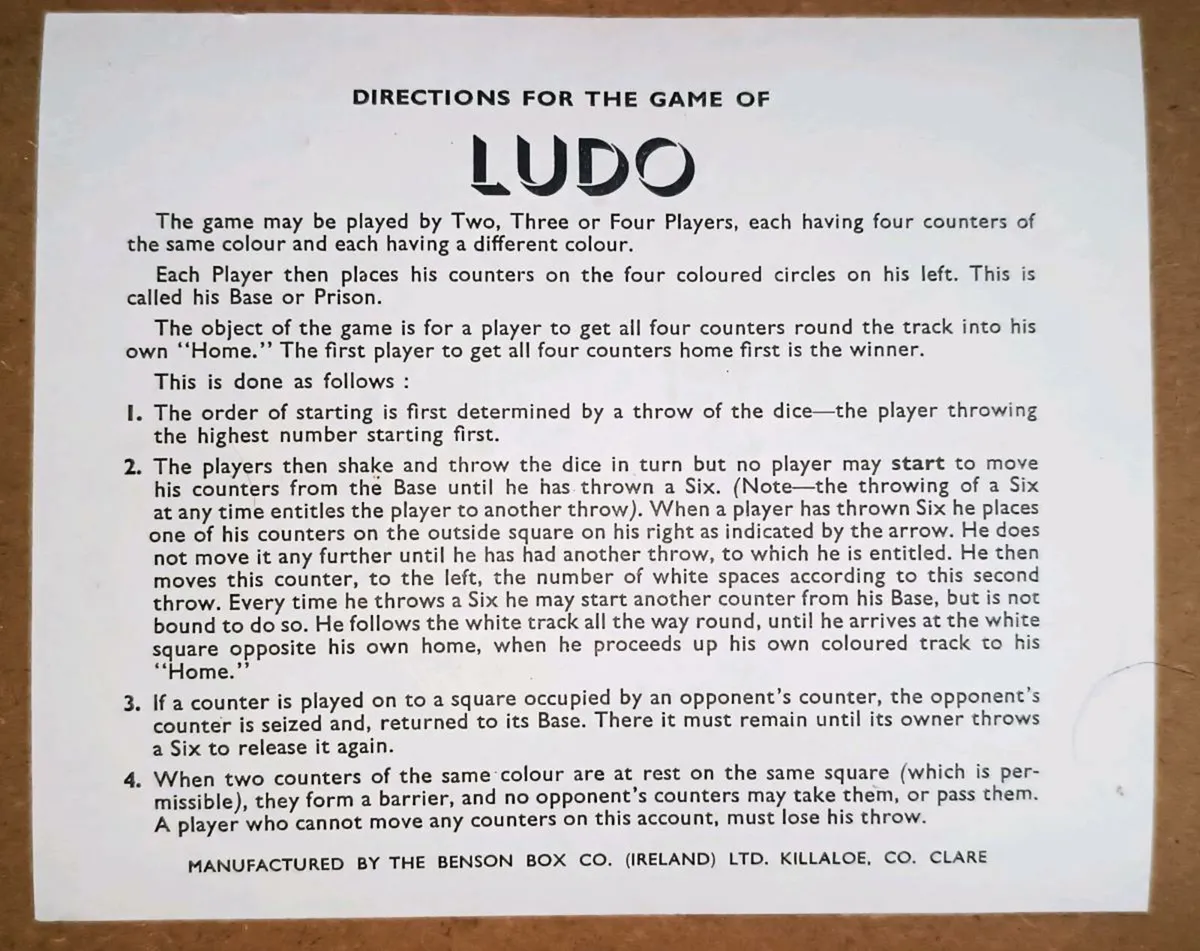 DIRECTIONS FOR THE GAME OF
LUDO
The game may be played by Two, Three or Four Players, each having four counters of
the same colour and each having a different colour.
Each Player then places his counters on the four coloured circles on his left. This is
called his Base or Prison.
The object of the game is for a player to get all four counters round the track into his
own “Home.” The first player to get all four counters home first is the winner.
This is done as follows :
1. The order of starting is first determined by a throw of the dice—the player throwing
the highest number starting first.
2. The players then shake and throw the dice in turn but no player may start to move
his counters from the Base until he has thrown a Six. (Note—the throwing of a Six
at any time entitles the player to another throw). When a player has thrown Six he places
one of his counters on the outside square on his right as indicated by the arrow. He does
not move it any further until he has had another throw, to which he is entitled. He then
moves this counter, to the left, the number of white spaces according to this second
throw. Every time he throws a Six he may start another counter from his Base, but is not
bound to do so. He follows the white track all the way round, until he arrives at the white
square opposite his own home, when he proceeds up his own coloured track to his
“Home.”
3. If a counter is played on to a square occupied by an opponent’s counter, the opponent’s
counter is seized and, returned to its Base. There it must remain until its owner throws
a Six to release it again.
4. When two counters of the same colour are at rest on the same square (which is per-
missible), they form a barrier, and no opponent’s counters may take them, or pass them.
A player who cannot move any counters on this account, must lose his throw.
MANUFACTURED BY THE BENSON BOX CO. (IRELAND) LTD. KILLALOE, CO. CLARE